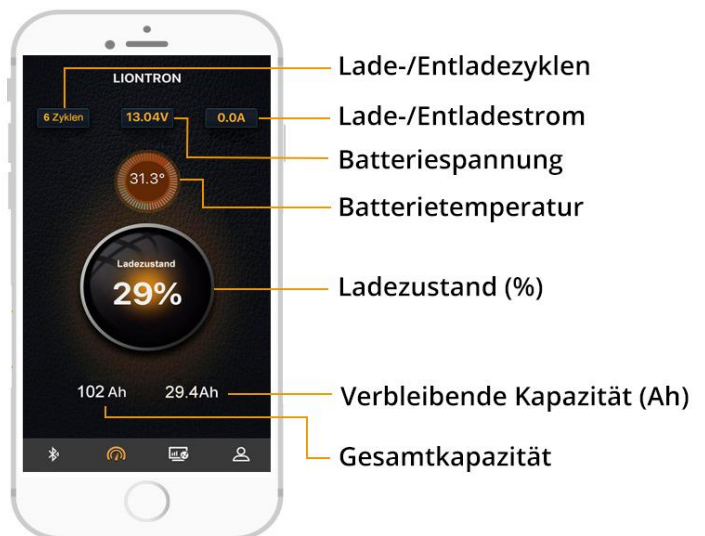 LIONTRON
6 Zyklen
13.04V
0.0A
31.3°
Ladezustand
29%
102 Ah
29.4Ah
Lade-/Entladezyklen
Lade-/Entladestrom
Batteriespannung
Batterietemperatur
Ladezustand (%)
Verbleibende Kapazität (Ah)
Gesamtkapazität